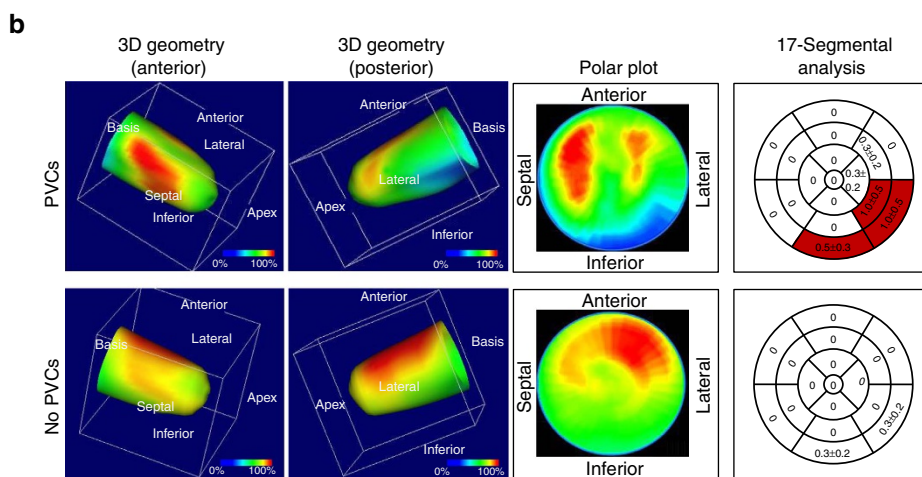 b
3D geometry
(anterior)
3D geometry
(posterior)
Polar plot
17-Segmental
analysis
PVCs
Basis
Anterior
Lateral
Septal
Inferior
Apex
0% 100%
Anterior
Basis
Lateral
Apex
Inferior
0% 100%
Anterior
Septal
Lateral
Inferior
0
0
0
0
0.3±0.2
0
0
0
0.3±
0.2
0
0
0
0
1.0±0.5
1.0±0.5
0
0.5±0.3
No PVCs
Anterior
Basis
Lateral
Septal
Apex
Inferior
0% 100%
Anterior
Basis
Lateral
Apex
Inferior
0% 100%
Anterior
Septal
Lateral
Inferior
0
0
0
0
0
0
0
0
0
0
0
0
0
0
0.3±0.2
0
0.3±0.2